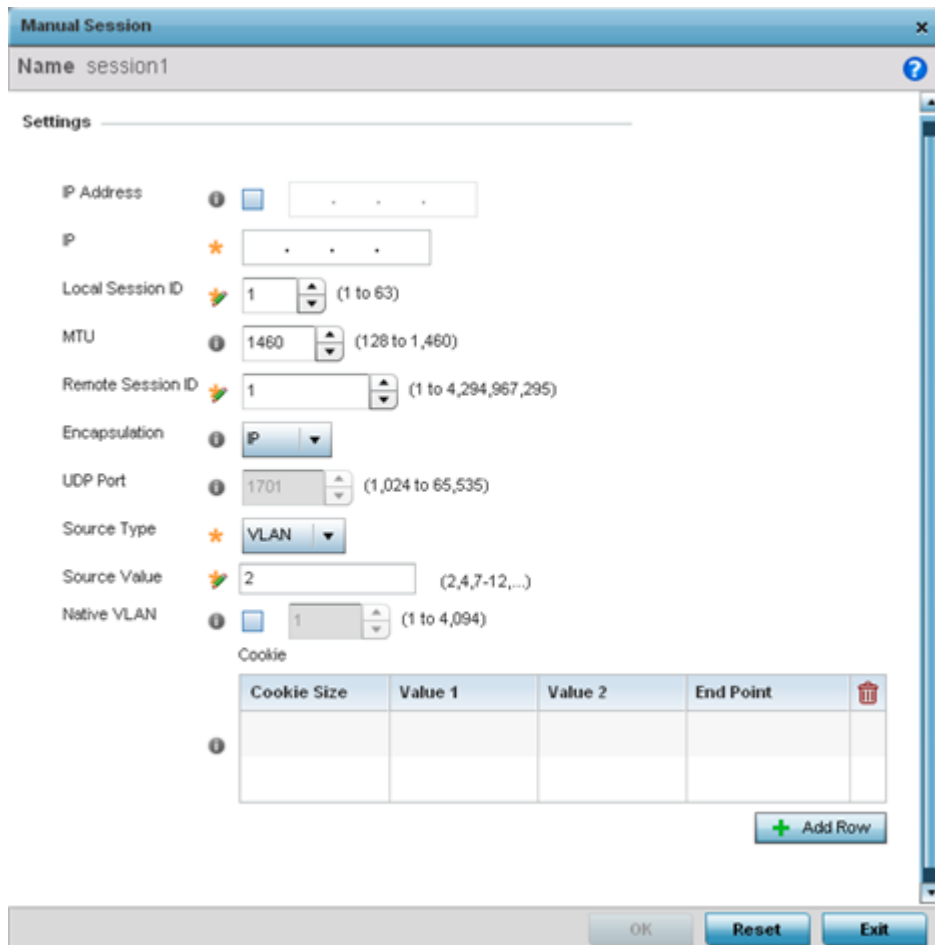 Manual Session
Name session1
Settings
IP Address . . .
IP . . .
Local Session ID 1 (1 to 63)
MTU 1460 (128 to 1,460)
Remote Session ID 1 (1 to 4,294,967,295)
Encapsulation IP
UDP Port 1701 (1,024 to 65,535)
Source Type VLAN
Source Value 2 (2,4,7-12,...)
Native VLAN 1 (1 to 4,094)
Cookie
Cookie Size Value 1 Value 2 End Point
Add Row
OK Reset Exit